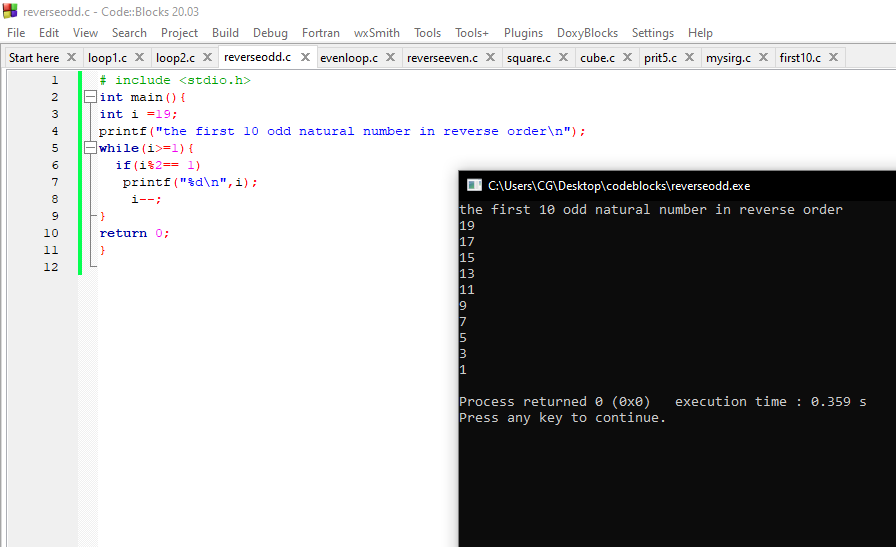 reverseodd.c - Code::Blocks 20.03
File Edit View Search Project Build Debug Fortran wxSmith Tools Tools+ Plugins DoxyBlocks Settings Help
Start here X loop1.c X loop2.c X reverseodd.c X evenloop.c X reverseeven.c X square.c X cube.c X prit5.c X mysirg.c X first10.c X
1 # include <stdio.h>
2 int main(){
3 int i =19;
4 printf("the first 10 odd natural number in reverse order\n");
5 while(i>=1){
6 if(i%2== 1)
7 printf("%d\n",i);
8 i--;
9 }
10 return 0;
11 }
12
C:\Users\CG\Desktop\codeblocks\reverseodd.exe
the first 10 odd natural number in reverse order
19
17
15
13
11
9
7
5
3
1
Process returned 0 (0x0) execution time : 0.359 s
Press any key to continue.